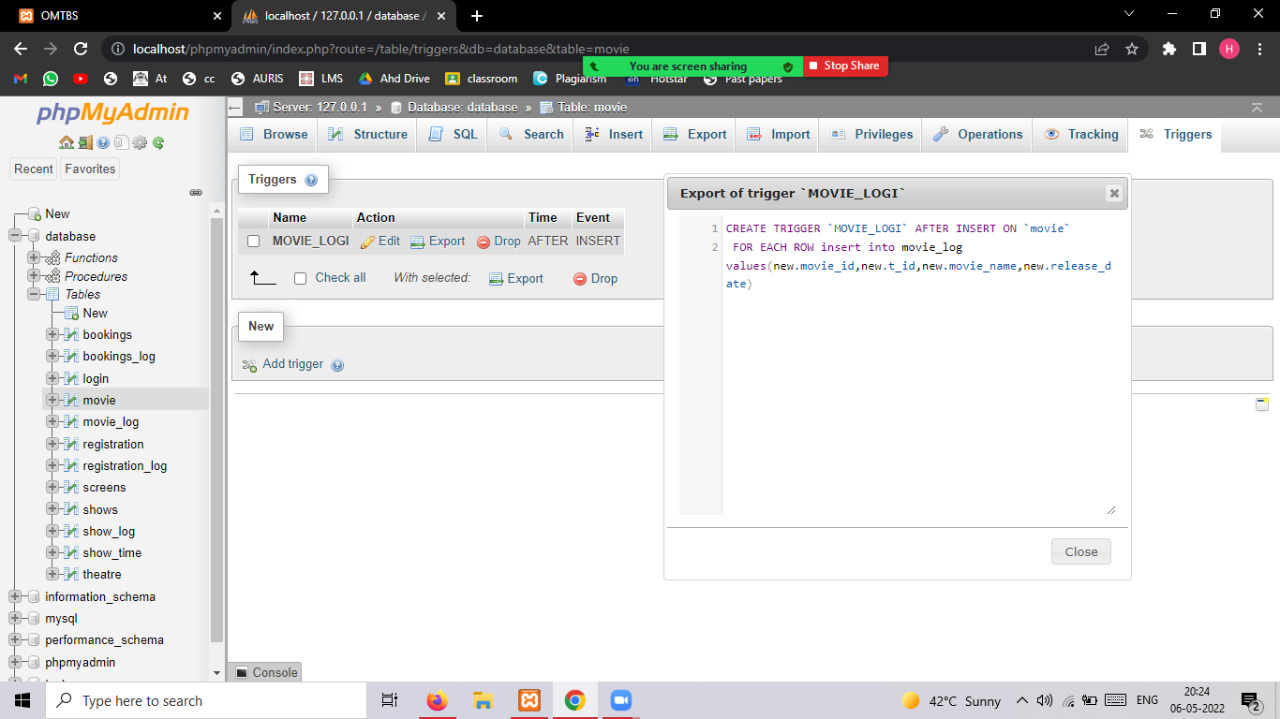 OMTBS
localhost / 127.0.0.1 / database /
localhost/phpmyadmin/index.php?route=/table/triggers&db=database&table=movie
You are screen sharing
Stop Share
At
cc
AURIS
LMS
Ahd Drive
classroom
Plagiarism
Hotstar
Past papers
phpMyAdmin
Server: 127.0.0.1 » Database: database » Table: movie
Browse
Structure
SQL
Search
Insert
Export
Import
Privileges
Operations
Tracking
Triggers
Recent
Favorites
New
database
Functions
Procedures
Tables
New
bookings
bookings_log
login
movie
movie_log
registration
registration_log
screens
shows
show_log
show_time
theatre
information_schema
mysql
performance_schema
phpmyadmin
Triggers
Name Action Time Event
MOVIE_LOGI Edit Export Drop AFTER INSERT
Check all With selected: Export Drop
New
Add trigger
Export of trigger `MOVIE_LOGI`
1 CREATE TRIGGER `MOVIE_LOGI` AFTER INSERT ON `movie`
2 FOR EACH ROW insert into movie_log
values(new.movie_id,new.t_id,new.movie_name,new.release_d
ate)
Close
Console
Type here to search
42°C Sunny
ENG
20:24
06-05-2022
2
H